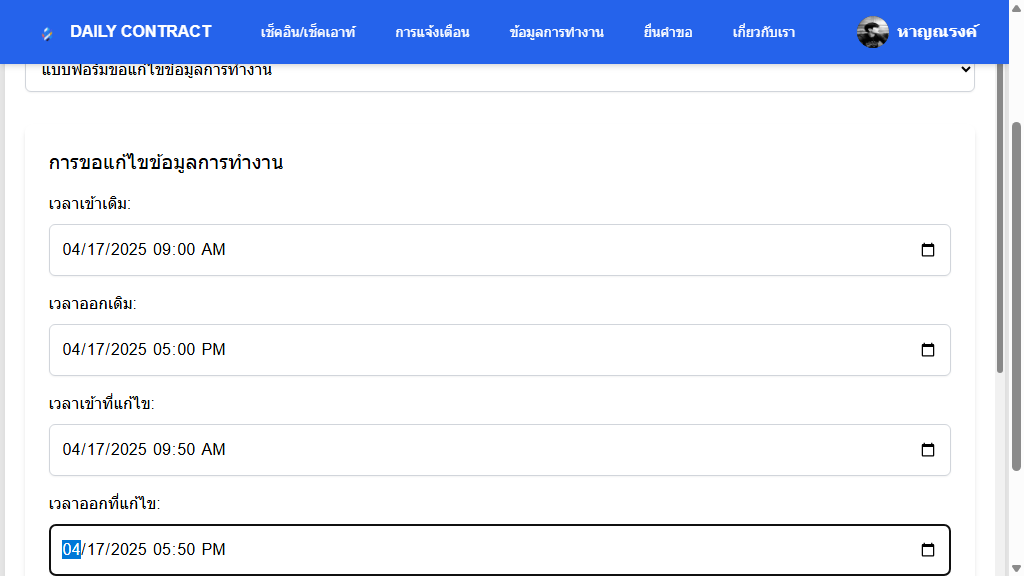 DAILY CONTRACT เช็คอิน/เช็คเอาท์ การแจ้งเตือน ข้อมูลการทำงาน ยื่นคำขอ เกี่ยวกับเรา หาญณรงค์
แบบฟอร์มขอแก้ไขข้อมูลการทำงาน
การขอแก้ไขข้อมูลการทำงาน
เวลาเข้าเดิม:
04/17/2025 09:00 AM
เวลาออกเดิม:
04/17/2025 05:00 PM
เวลาเข้าที่แก้ไข:
04/17/2025 09:50 AM
เวลาออกที่แก้ไข:
04/17/2025 05:50 PM